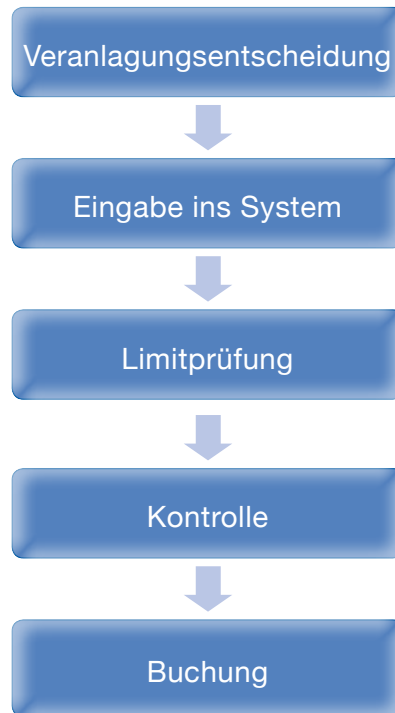 Veranlagungsentscheidung
Eingabe ins System
Limitprüfung
Kontrolle
Buchung